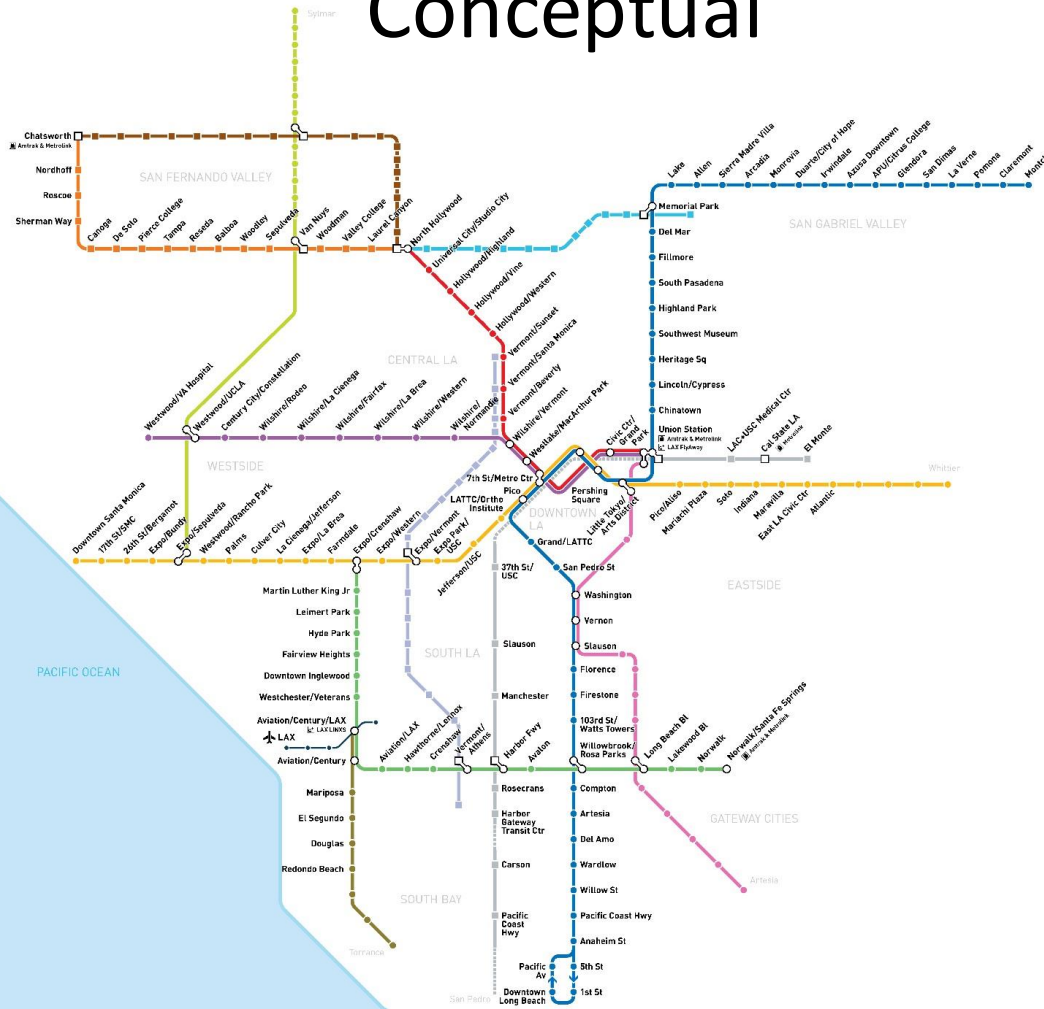 Conceptual
Sylmar
Chatsworth
Amtrak & Metrolink
Nordhoff
Roscoe
Sherman Way
SAN FERNANDO VALLEY
Canoga
De Soto
Pierce College
Tampa
Reseda
Balboa
Woodley
Sepulveda
Van Nuys
Woodman
Valley College
Laurel Canyon
North Hollywood
Universal City/Studio City
Hollywood/Highland
Hollywood/Vine
Hollywood/Western
Vermont/Sunset
Vermont/Santa Monica
Vermont/Beverly
Wilshire/Vermont
Westlake/MacArthur Park
Lake
Allen
Sierra Madre Villa
Arcadia
Monrovia
Duarte/City of Hope
Irwindale
Azusa Downtown
APU/Citrus College
Glendora
San Dimas
La Verne
Pomona
Claremont
Montc
SAN GABRIEL VALLEY
Memorial Park
Del Mar
Fillmore
South Pasadena
Highland Park
Southwest Museum
Heritage Sq
Lincoln/Cypress
Chinatown
Union Station
Amtrak & Metrolink
LAX FlyAway
CENTRAL LA
Westwood/VA Hospital
Westwood/UCLA
Century City/Constellation
Wilshire/Rodeo
Wilshire/La Cienega
Wilshire/Fairfax
Wilshire/La Brea
Wilshire/Western
Wilshire/
Normandie
WESTSIDE
Civic Ctr/
Grand
Park
LAC+USC Medical Ctr
Cal State LA
Metrolink
El Monte
Whittier
7th St/Metro Ctr
Pico
LATTC/Ortho
Institute
Pershing
Square
DOWNTOWN
LA
Little Tokyo/
Arts District
Pico/Aliso
Mariachi Plaza
Soto
Indiana
Maravilla
East LA Civic Ctr
Atlantic
Downtown Santa Monica
17th St/SMC
26th St/Bergamot
Expo/Bundy
Expo/Sepulveda
Westwood/Rancho Park
Palms
Culver City
La Cienega/Jefferson
Expo/La Brea
Farmdale
Expo/Crenshaw
Expo/Western
Expo/Vermont
Expo Park/
USC
Jefferson/USC
Grand/LATTC
San Pedro St
37th St/
USC
Washington
Vernon
Slauson
EASTSIDE
Martin Luther King Jr
Leimert Park
Hyde Park
Fairview Heights
Downtown Inglewood
Westchester/Veterans
Aviation/Century/LAX
LAX LINXS
LAX
Aviation/Century
SOUTH LA
Slauson
Manchester
Florence
Firestone
103rd St/
Watts Towers
Willowbrook/
Rosa Parks
PACIFIC OCEAN
Aviation/LAX
Hawthorne/Lennox
Crenshaw
Vermont/
Athens
Harbor Fwy
Avalon
Long Beach Bl
Lakewood Bl
Norwalk
Norwalk/Santa Fe Springs
Amtrak & Metrolink
Mariposa
El Segundo
Douglas
Redondo Beach
Torrance
SOUTH BAY
Rosecrans
Harbor
Gateway
Transit Ctr
Carson
Pacific
Coast
Hwy
San Pedro
Compton
Artesia
Del Amo
Wardlow
Willow St
Pacific Coast Hwy
Anaheim St
Pacific
Av
5th St
Downtown
Long Beach
1st St
GATEWAY CITIES
Artesia